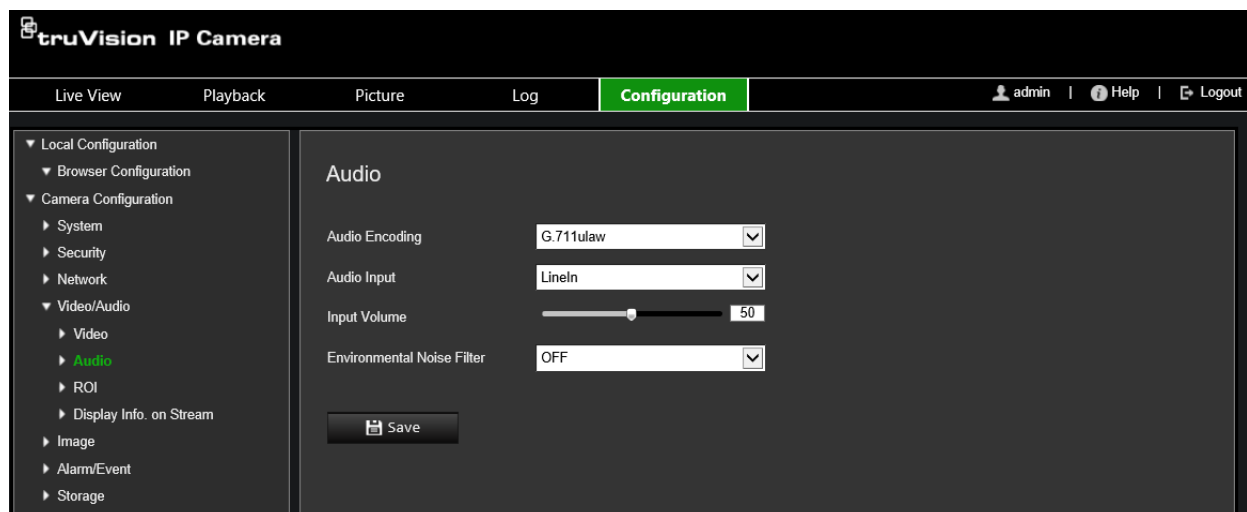 truVision IP Camera
Live View Playback Picture Log Configuration admin | Help | Logout
Local Configuration
Browser Configuration
Camera Configuration
System
Security
Network
Video/Audio
Video
Audio
ROI
Display Info. on Stream
Image
Alarm/Event
Storage
Audio
Audio Encoding G.711ulaw
Audio Input LineIn
Input Volume 50
Environmental Noise Filter OFF
Save